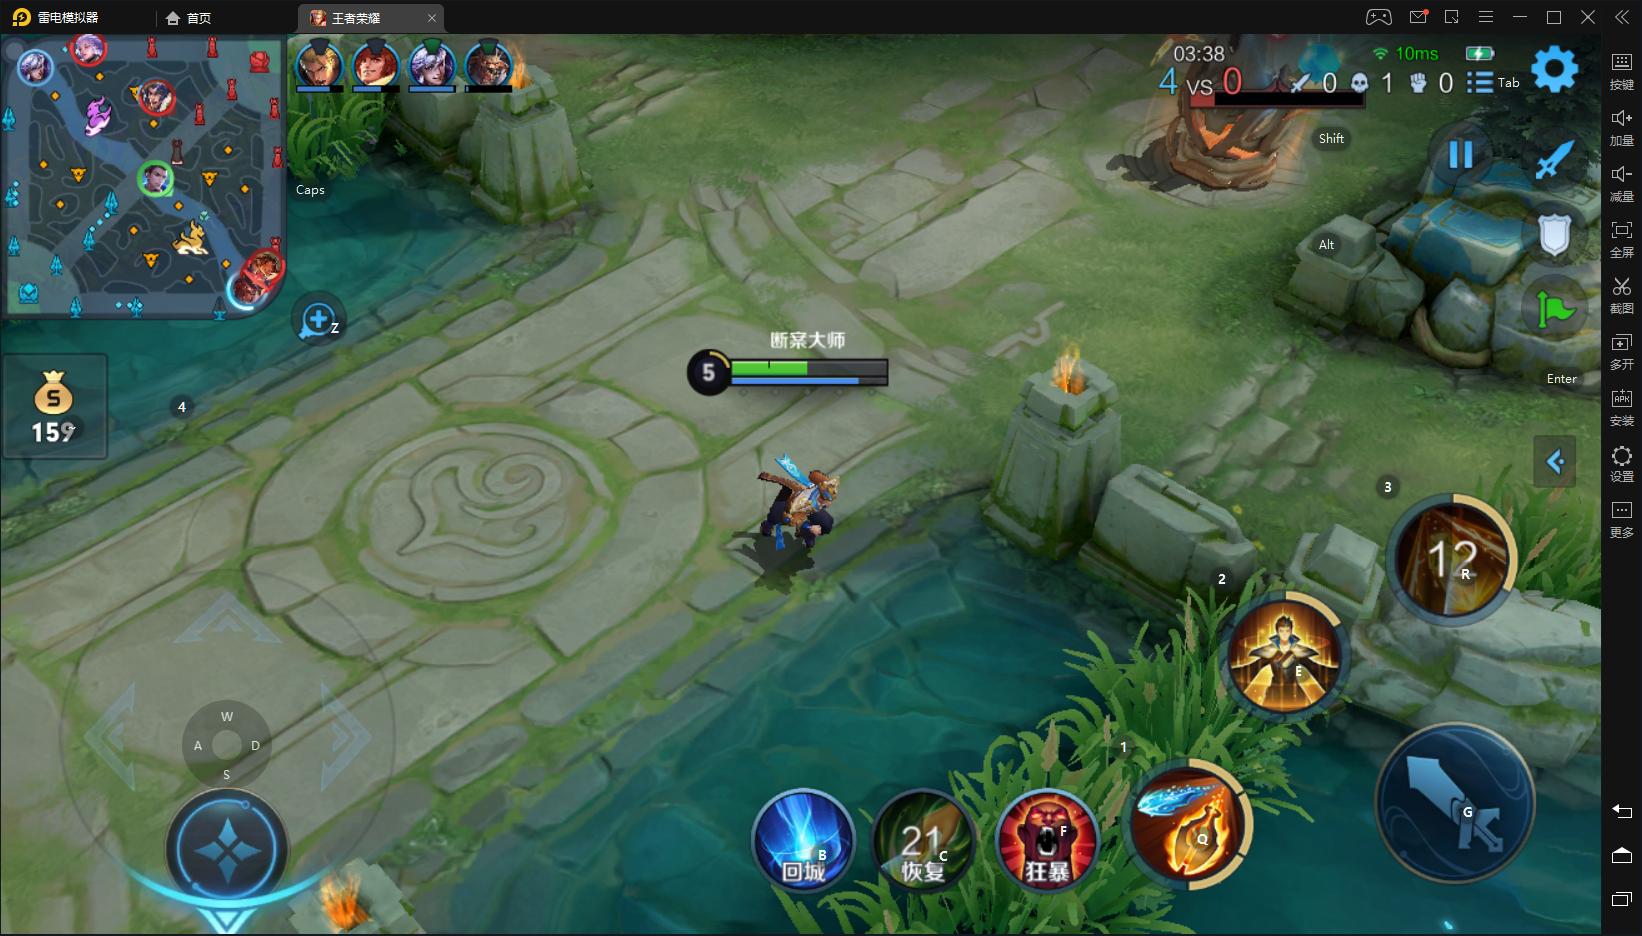 雷电模拟器
首页
王者荣耀
03:38
10ms
4 VS 0
0
1
0
Tab
Shift
Caps
Alt
Z
Enter
S
159
4
断案大师
5
3
12
R
2
E
W
A
D
S
1
回城
B
21
恢复
C
狂暴
F
Q
G
按键
加量
减量
全屏
截图
多开
APK
安装
设置
更多